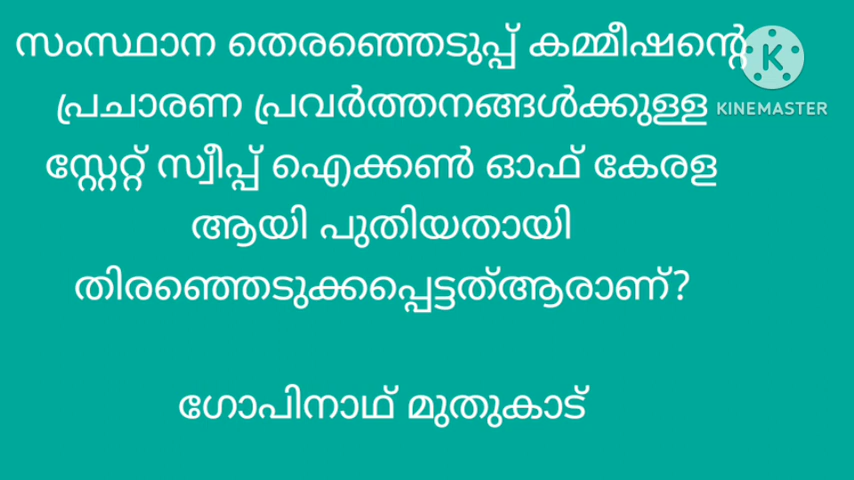 സംസ്ഥാന തെരഞ്ഞെടുപ്പ് കമ്മീഷന്റെ
പ്രചാരണ പ്രവർത്തനങ്ങൾക്കുള്ള
KINEMASTER
സ്റ്റേറ്റ് സ്വീപ്പ് ഐക്കൺ ഓഫ് കേരള
ആയി പുതിയതായി
തിരഞ്ഞെടുക്കപ്പെട്ടത്ആരാണ്?
ഗോപിനാഥ് മുതുകാട്